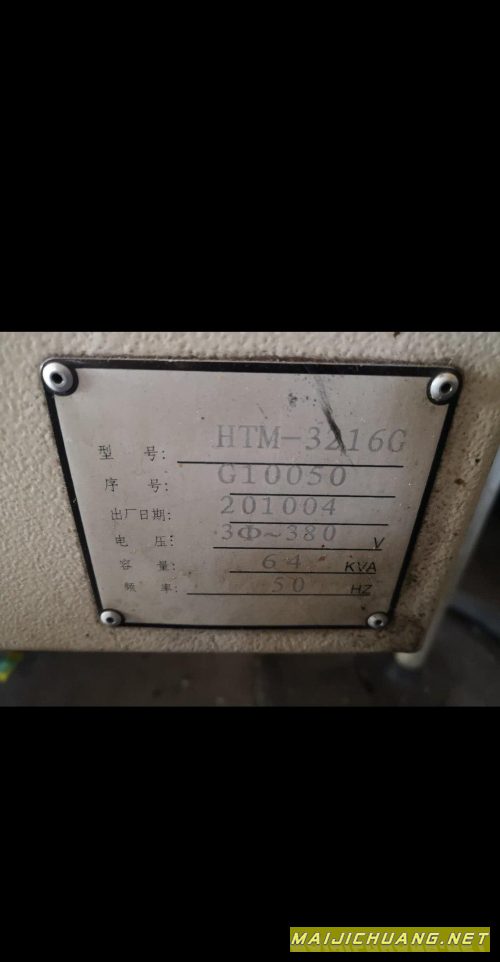 型 号: HTM-3216G
序 号: G10050
出厂日期: 201004
电 压: 3Φ~380 V
容 量: 64 KVA
频 率: 50 HZ
MAIJICHUANG.NET